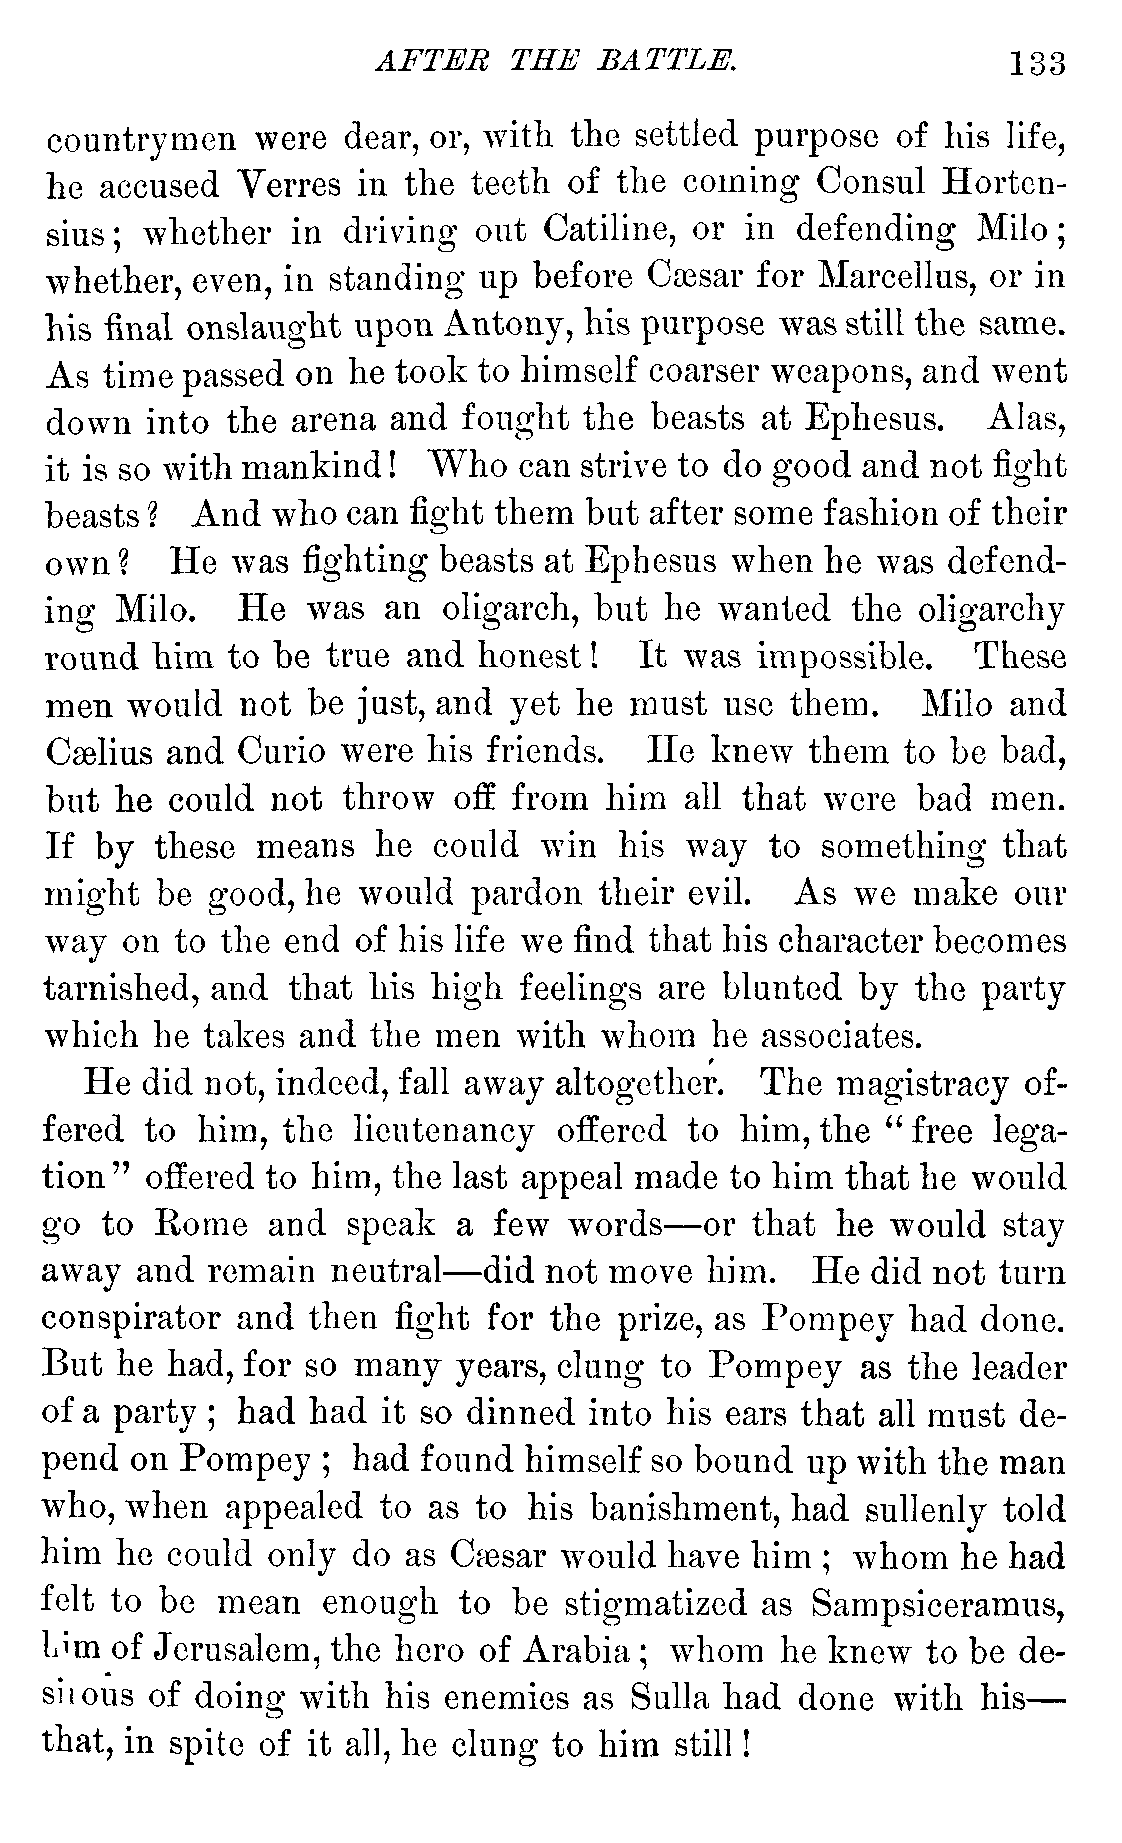 AFTER THE BATTLE. 133
countrymen were dear, or, with the settled purpose of his life,
he accused Verres in the teeth of the coming Consul Horten-
sius; whether in driving out Catiline, or in defending Milo;
whether, even, in standing up before Cæsar for Marcellus, or in
his final onslaught upon Antony, his purpose was still the same.
As time passed on he took to himself coarser weapons, and went
down into the arena and fought the beasts at Ephesus. Alas,
it is so with mankind! Who can strive to do good and not fight
beasts? And who can fight them but after some fashion of their
own? He was fighting beasts at Ephesus when he was defend-
ing Milo. He was an oligarch, but he wanted the oligarchy
round him to be true and honest! It was impossible. These
men would not be just, and yet he must use them. Milo and
Cælius and Curio were his friends. He knew them to be bad,
but he could not throw off from him all that were bad men.
If by these means he could win his way to something that
might be good, he would pardon their evil. As we make our
way on to the end of his life we find that his character becomes
tarnished, and that his high feelings are blunted by the party
which he takes and the men with whom he associates.
He did not, indeed, fall away altogether. The magistracy of-
fered to him, the lieutenancy offered to him, the "free lega-
tion" offered to him, the last appeal made to him that he would
go to Rome and speak a few words—or that he would stay
away and remain neutral—did not move him. He did not turn
conspirator and then fight for the prize, as Pompey had done.
But he had, for so many years, clung to Pompey as the leader
of a party; had had it so dinned into his ears that all must de-
pend on Pompey; had found himself so bound up with the man
who, when appealed to as to his banishment, had sullenly told
him he could only do as Cæsar would have him; whom he had
felt to be mean enough to be stigmatized as Sampsiceramus,
him of Jerusalem, the hero of Arabia; whom he knew to be de-
sirous of doing with his enemies as Sulla had done with his—
that, in spite of it all, he clung to him still!